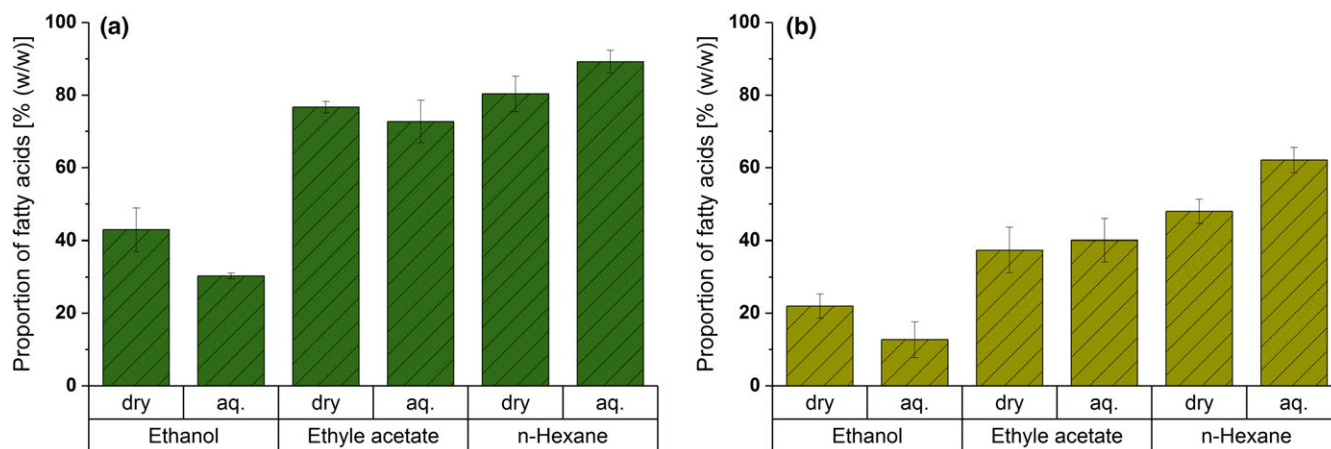 (a)
Proportion of fatty acids [% (w/w)]
100
80
60
40
20
0
dry aq. dry aq. dry aq.
Ethanol Ethyle acetate n-Hexane
(b)
Proportion of fatty acids [% (w/w)]
100
80
60
40
20
0
dry aq. dry aq. dry aq.
Ethanol Ethyle acetate n-Hexane